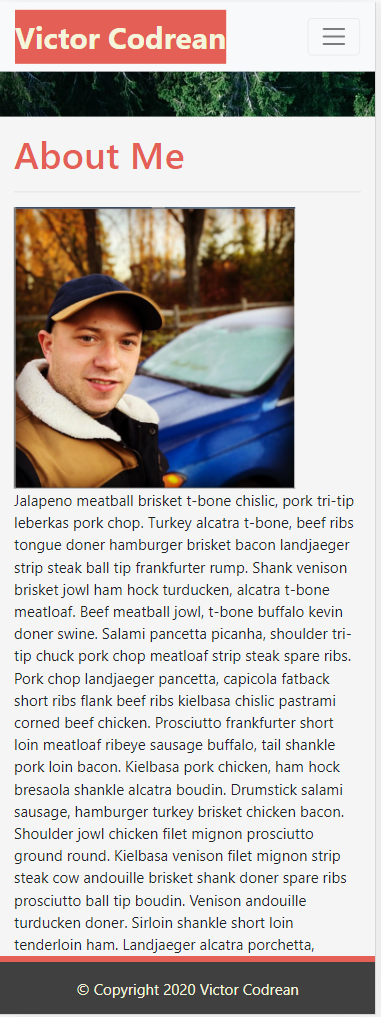 Victor Codrean
About Me
Jalapeno meatball brisket t-bone chislic, pork tri-tip
leberkas pork chop. Turkey alcatra t-bone, beef ribs
tongue doner hamburger brisket bacon landjaeger
strip steak ball tip frankfurter rump. Shank venison
brisket jowl ham hock turducken, alcatra t-bone
meatloaf. Beef meatball jowl, t-bone buffalo kevin
doner swine. Salami pancetta picanha, shoulder tri-
tip chuck pork chop meatloaf strip steak spare ribs.
Pork chop landjaeger pancetta, capicola fatback
short ribs flank beef ribs kielbasa chislic pastrami
corned beef chicken. Prosciutto frankfurter short
loin meatloaf ribeye sausage buffalo, tail shankle
pork loin bacon. Kielbasa pork chicken, ham hock
bresaola shankle alcatra boudin. Drumstick salami
sausage, hamburger turkey brisket chicken bacon.
Shoulder jowl chicken filet mignon prosciutto
ground round. Kielbasa venison filet mignon strip
steak cow andouille brisket shank doner spare ribs
prosciutto ball tip boudin. Venison andouille
turducken doner. Sirloin shankle short loin
tenderloin ham. Landjaeger alcatra porchetta,
© Copyright 2020 Victor Codrean